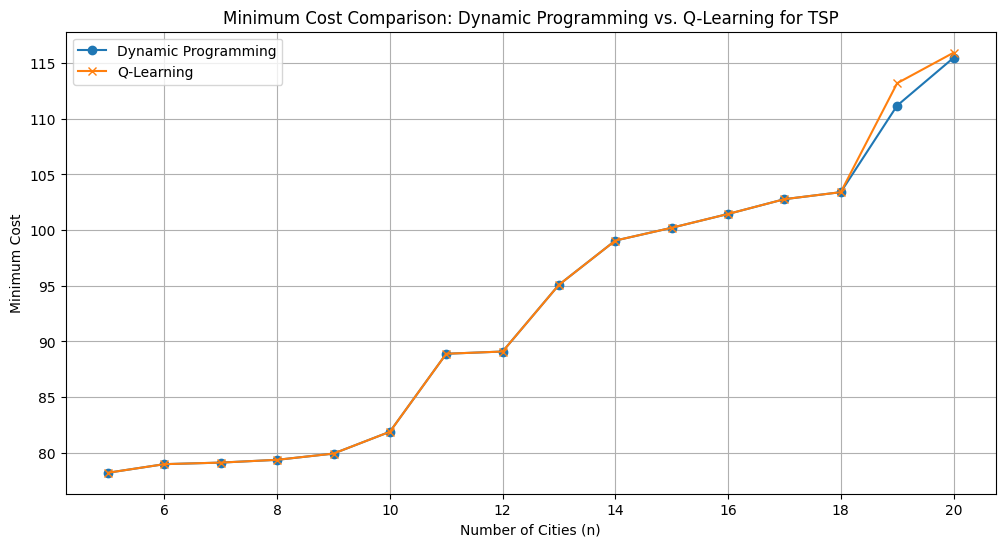 Minimum Cost Comparison: Dynamic Programming vs. Q-Learning for TSP
Dynamic Programming
Q-Learning
Minimum Cost
115
110
105
100
95
90
85
80
6 8 10 12 14 16 18 20
Number of Cities (n)